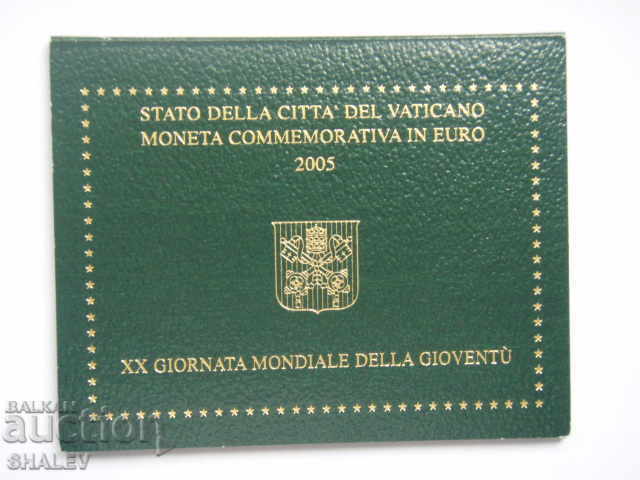 STATO DELLA CITTA' DEL VATICANO
MONETA COMMEMORATIVA IN EURO
2005
XX GIORNATA MONDIALE DELLA GIOVENTÙ
BALKAN
auction
SHALEV